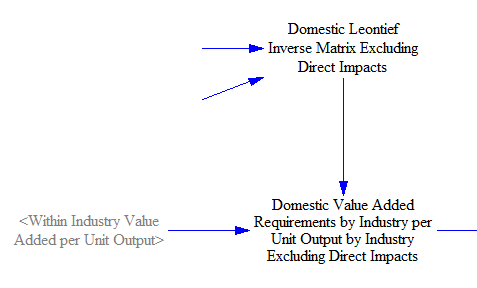 Domestic Leontief
Inverse Matrix Excluding
Direct Impacts
<Within Industry Value
Added per Unit Output>
Domestic Value Added
Requirements by Industry per
Unit Output by Industry
Excluding Direct Impacts